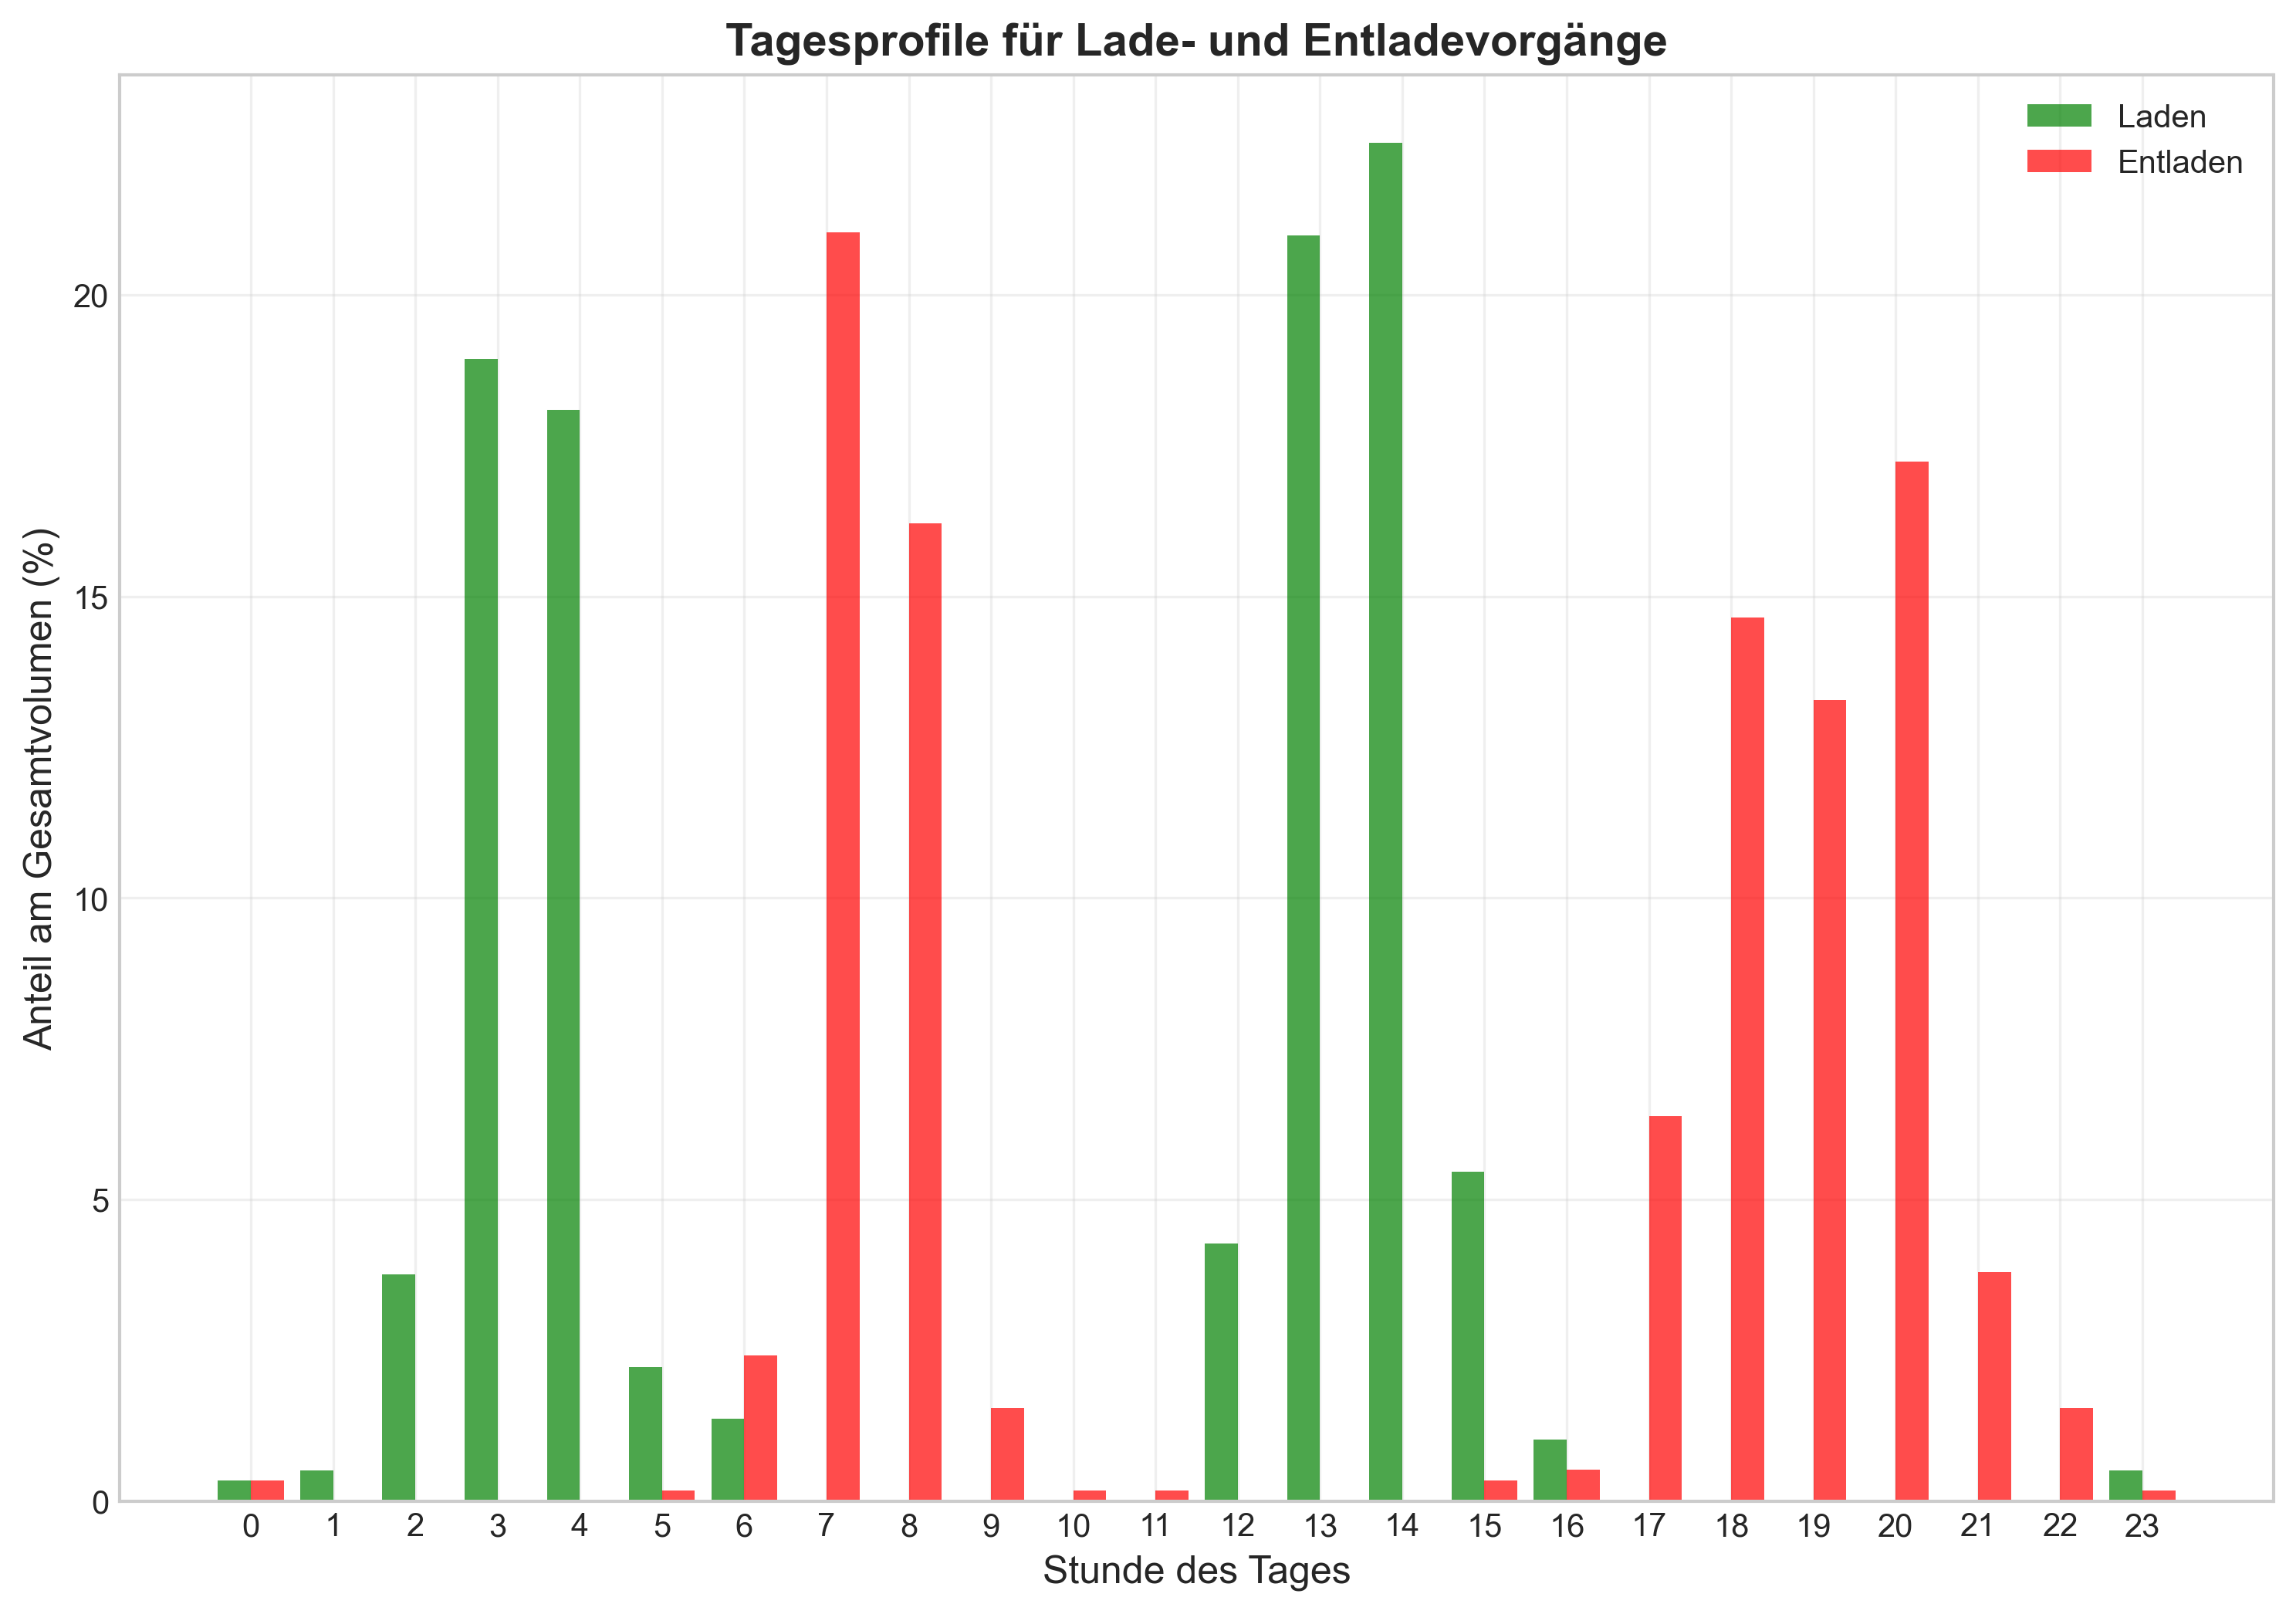 Tagesprofile für Lade- und Entladevorgänge
Laden
Entladen
Anteil am Gesamtvolumen (%)
20
15
10
5
0
0 1 2 3 4 5 6 7 8 9 10 11 12 13 14 15 16 17 18 19 20 21 22 23
Stunde des Tages